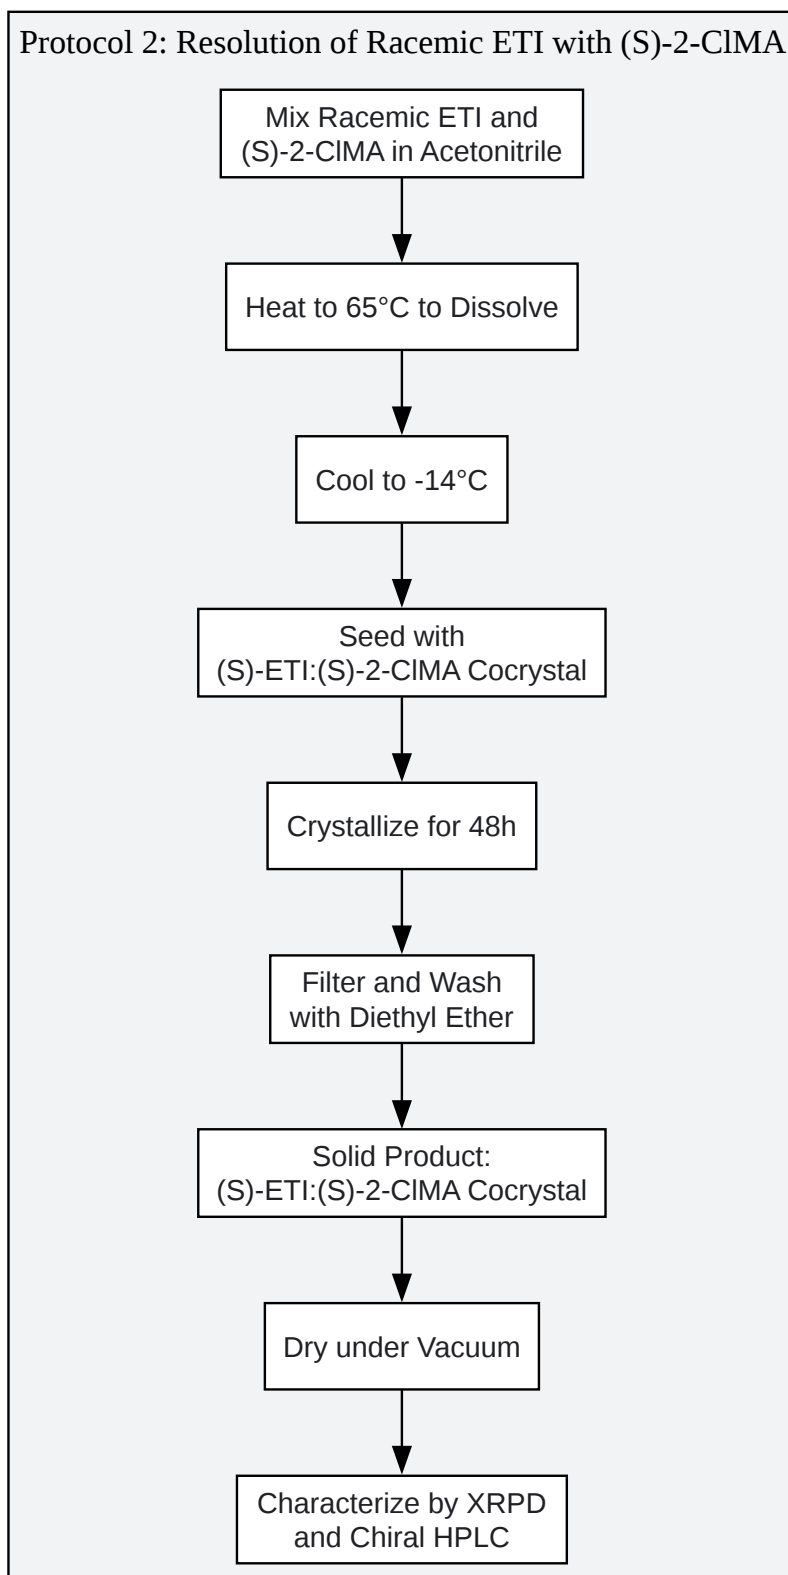 Protocol 2: Resolution of Racemic ETI with (S)-2-ClMA
Mix Racemic ETI and
(S)-2-ClMA in Acetonitrile
Heat to 65°C to Dissolve
Cool to -14°C
Seed with
(S)-ETI:(S)-2-ClMA Cocrystal
Crystallize for 48h
Filter and Wash
with Diethyl Ether
Solid Product:
(S)-ETI:(S)-2-ClMA Cocrystal
Dry under Vacuum
Characterize by XRPD
and Chiral HPLC